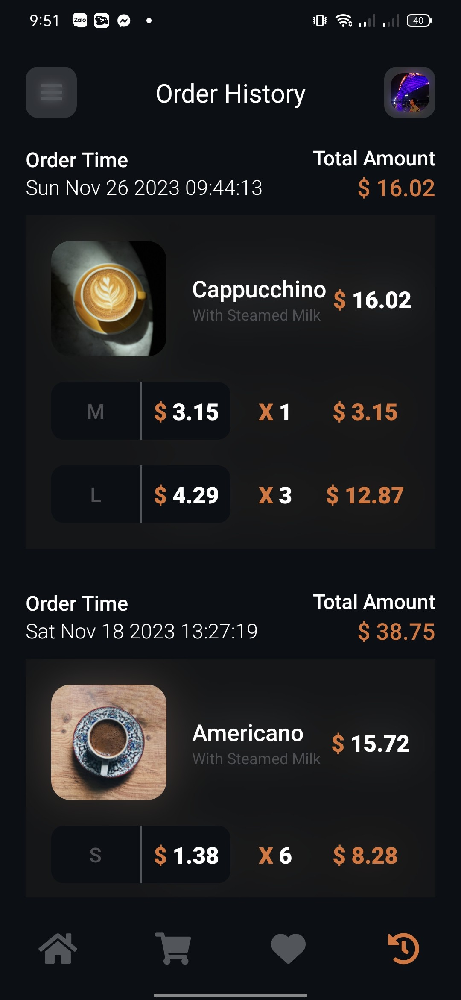 9:51 Zalo 40
Order History
Order Time Total Amount
Sun Nov 26 2023 09:44:13 $ 16.02
Cappucchino $ 16.02
With Steamed Milk
M $ 3.15 X 1 $ 3.15
L $ 4.29 X 3 $ 12.87
Order Time Total Amount
Sat Nov 18 2023 13:27:19 $ 38.75
Americano $ 15.72
With Steamed Milk
S $ 1.38 X 6 $ 8.28